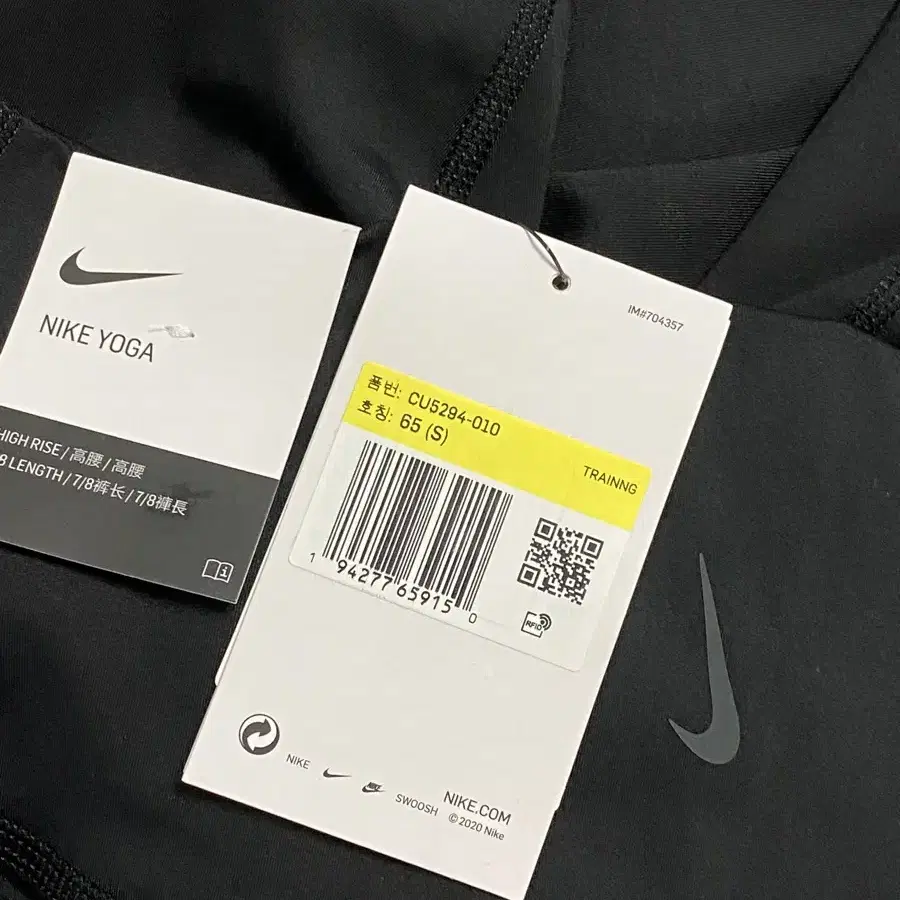 NIKE YOGA
HIGH RISE / 高腰 / 高腰
8 LENGTH / 7/8裤长 / 7/8褲長
IM#704357
품번: CU5294-010
호칭: 65 (S)
TRAINNG
1 94277 65915 0
RFID
NIKE
NIKE
SWOOSH
NIKE.COM
©2020 Nike